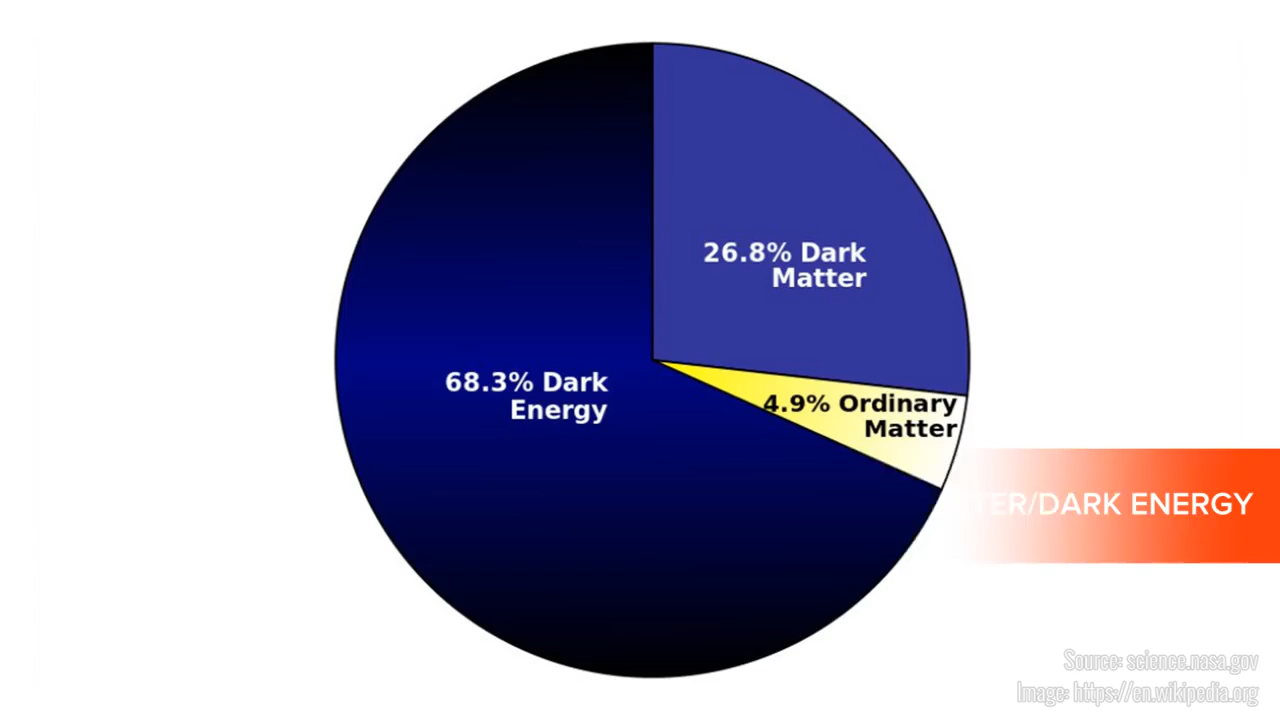 26.8% Dark
Matter
68.3% Dark
Energy
4.9% Ordinary
Matter
TER/DARK ENERGY
Source: science.nasa.gov
Image: https://en.wikipedia.org